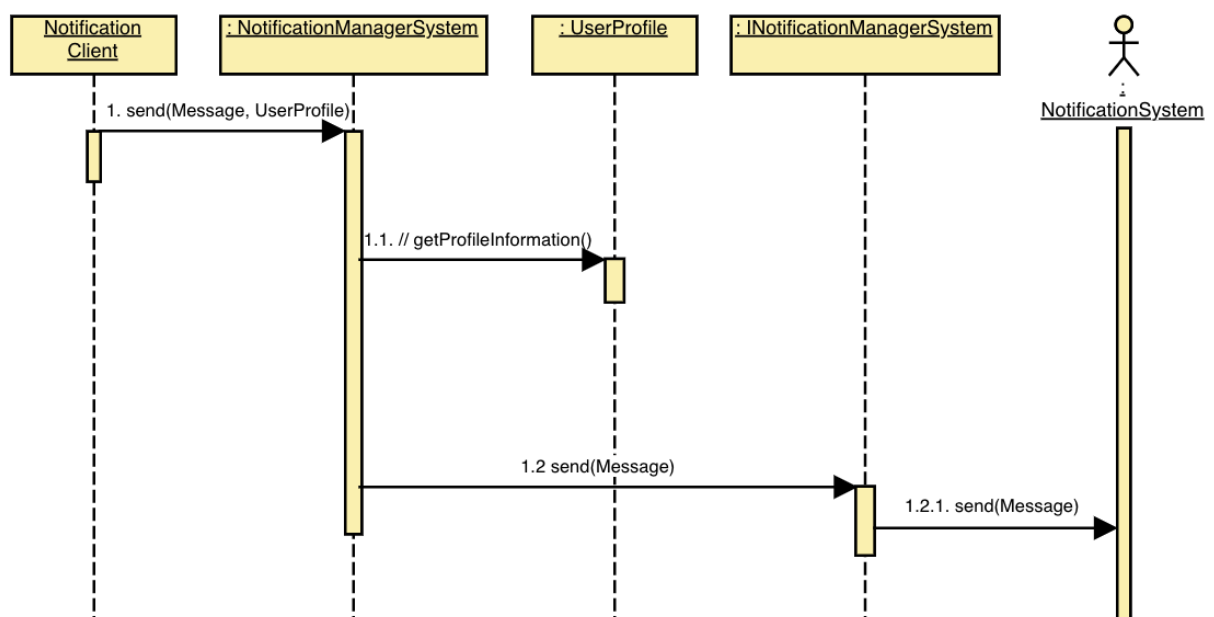 Notification
Client
: NotificationManagerSystem
: UserProfile
: INotificationManagerSystem
:
NotificationSystem
1. send(Message, UserProfile)
1.1. // getProfileInformation()
1.2 send(Message)
1.2.1. send(Message)